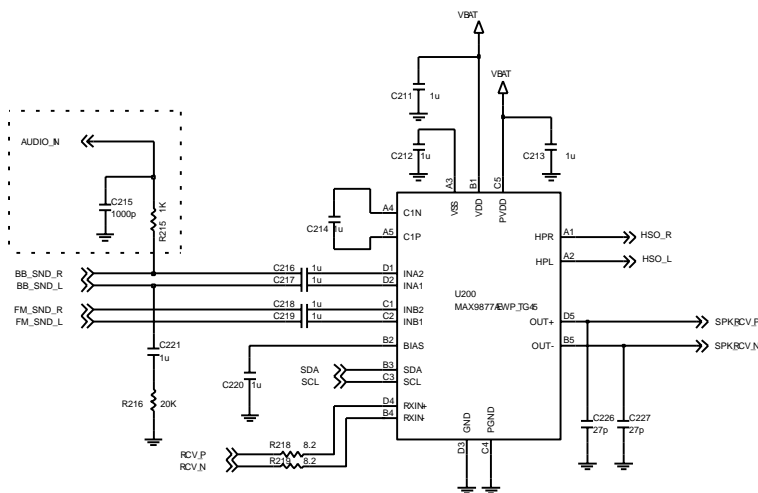 VBAT
VBAT
C211 1u
C212 1u
C213 1u
AUDIO_IN
C215
1000p
R215 1K
C214 1u
A3
B1
C5
VSS
VDD
PVDD
A4 C1N
A5 C1P
HPR A1 HSO_R
HPL A2 HSO_L
BB_SND_R C216 1u D1 INA2
BB_SND_L C217 1u D2 INA1
FM_SND_R C218 1u C1 INB2
FM_SND_L C219 1u C2 INB1
U200
MAX9877AEWP_TG45
OUT+ D5 SPK_RCV_P
OUT- B5 SPK_RCV_N
C221
1u
B2 BIAS
C220 1u
SDA B3 SDA
SCL C3 SCL
R216 20K
D4 RXIN+
B4 RXIN-
C226
27p
C227
27p
GND
PGND
D3
C4
RCV_P R218 8.2
RCV_N R219 8.2